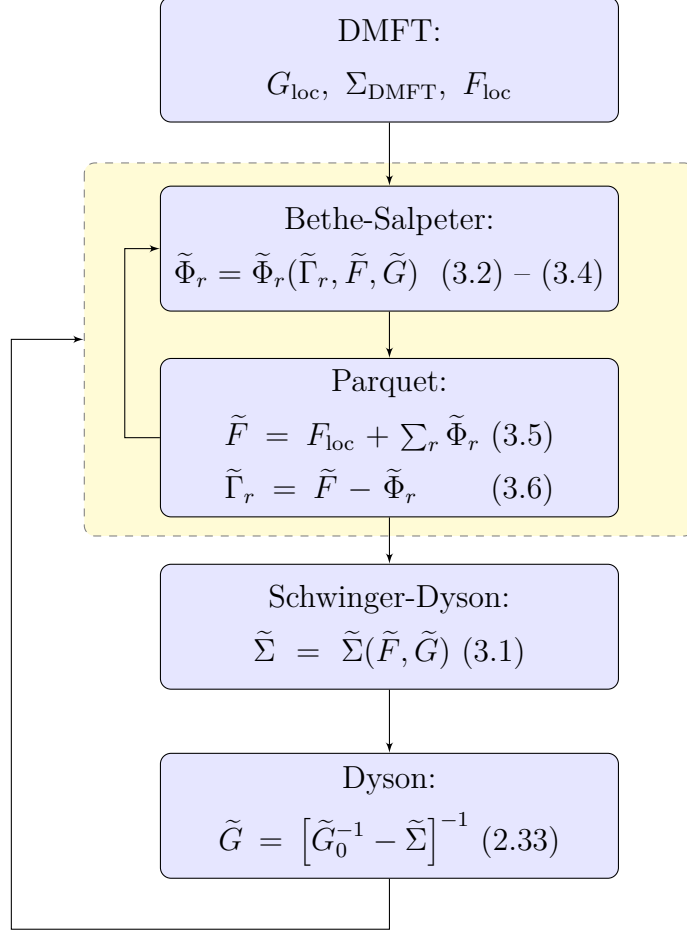 DMFT:
G_loc, Σ_DMFT, F_loc
Bethe-Salpeter:
Φ̃_r = Φ̃_r(Γ̃_r, F̃, G̃) (3.2) – (3.4)
Parquet:
F̃ = F_loc + ∑_r Φ̃_r (3.5)
Γ̃_r = F̃ − Φ̃_r (3.6)
Schwinger-Dyson:
Σ̃ = Σ̃(F̃, G̃) (3.1)
Dyson:
G̃ = [G̃_0^{-1} − Σ̃]^{-1} (2.33)